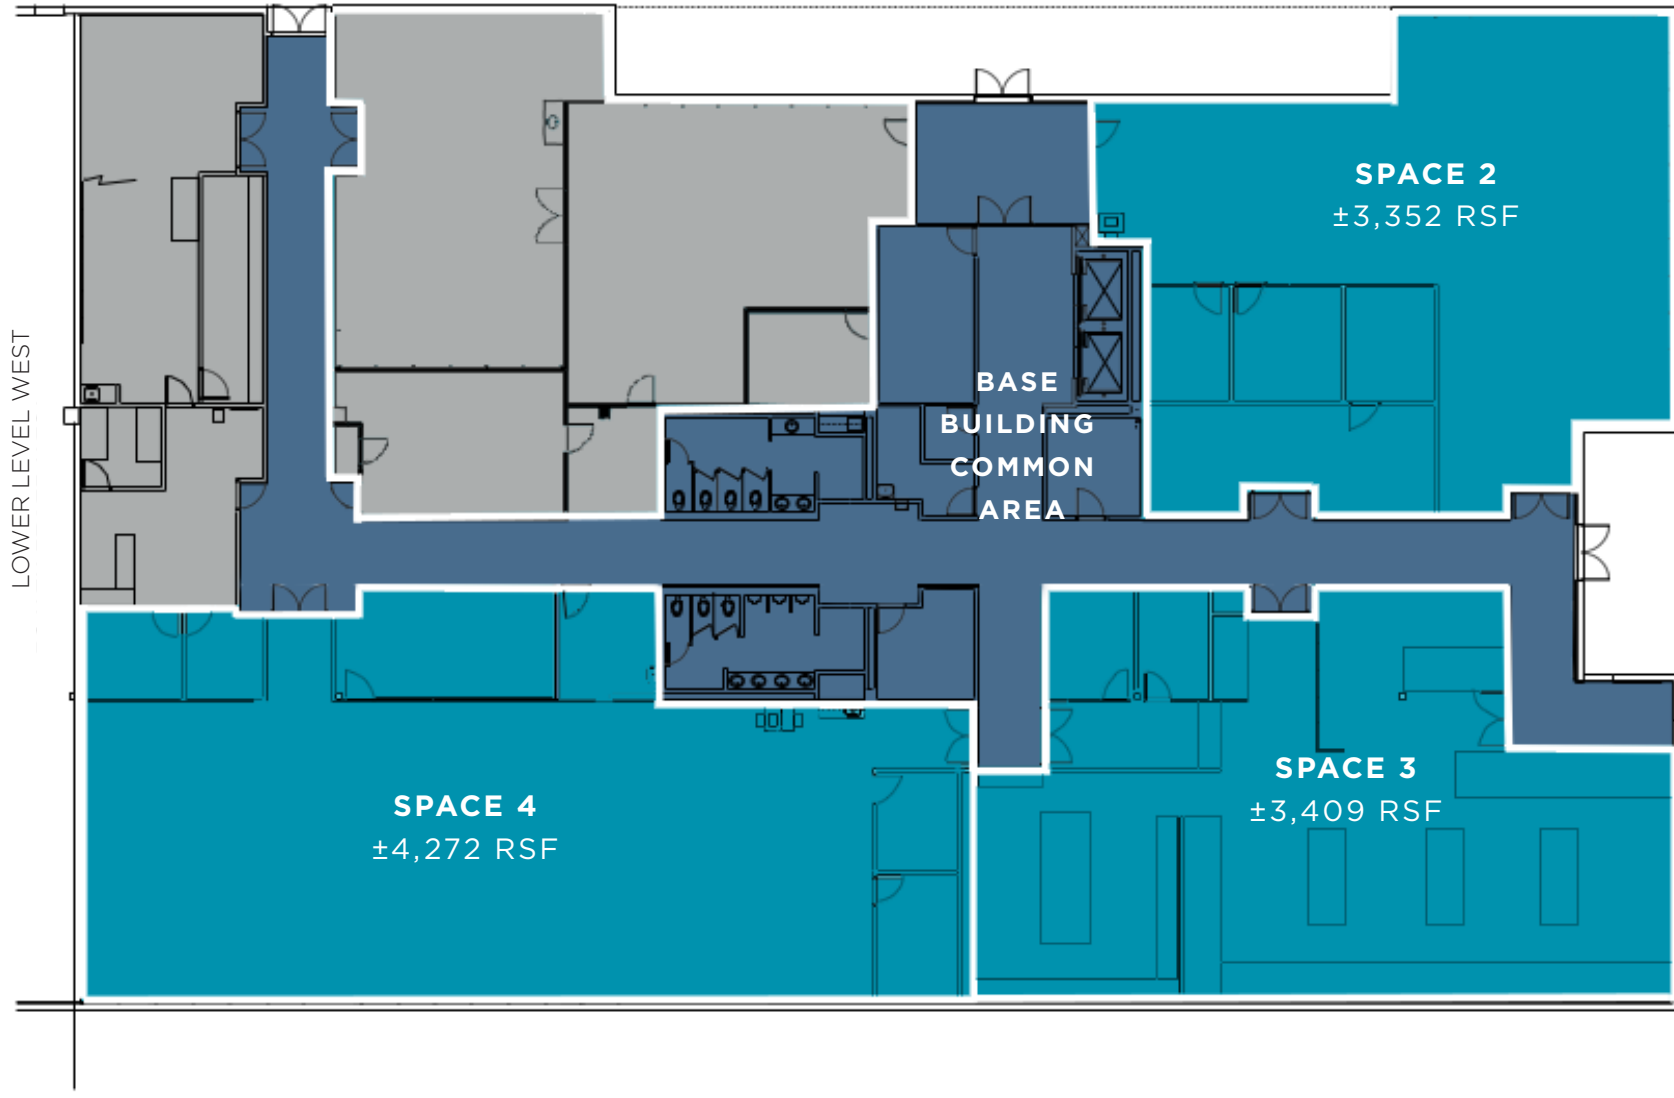 SPACE 2
±3,352 RSF
LOWER LEVEL WEST
BASE
BUILDING
COMMON
AREA
SPACE 3
±3,409 RSF
SPACE 4
±4,272 RSF